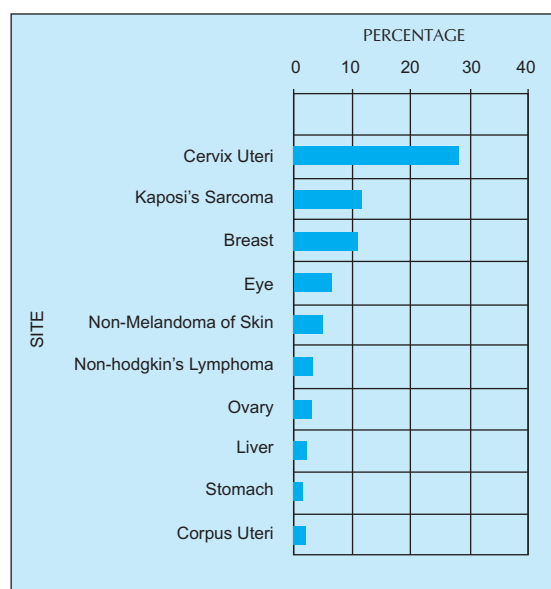 PERCENTAGE
0 10 20 30 40
Cervix Uteri
Kaposi's Sarcoma
Breast
Eye
Non-Melandoma of Skin
Non-hodgkin's Lymphoma
Ovary
Liver
Stomach
Corpus Uteri
SITE